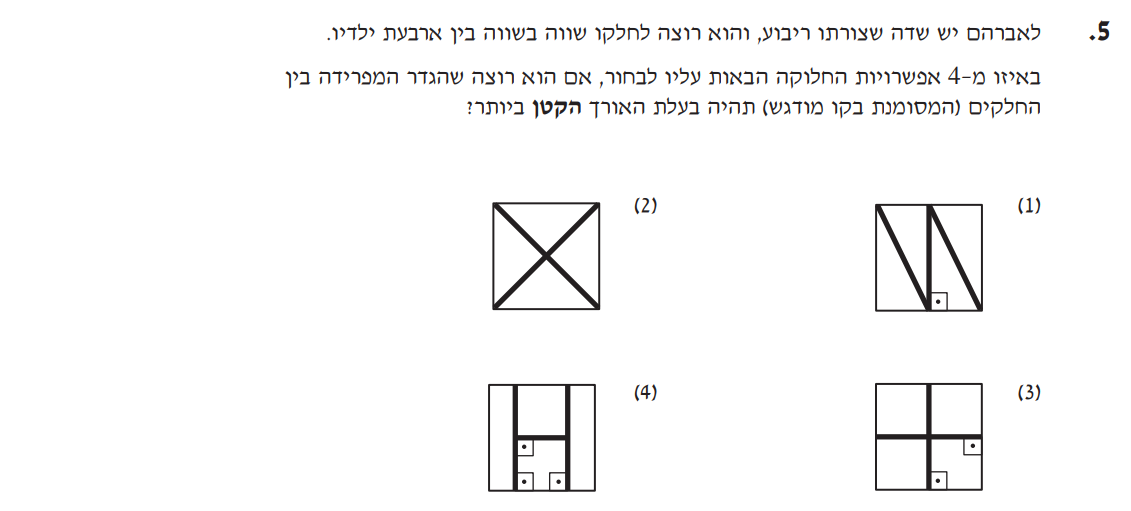 5. לאברהם יש שדה שצורתו ריבוע, והוא רוצה לחלקו שווה בשווה בין ארבעת ילדיו.
באיזו מ-4 אפשרויות החלוקה הבאות עליו לבחור, אם הוא רוצה שהגדר המפרידה בין
החלקים (המסומנת בקו מודגש) תהיה בעלת האורך הקטן ביותר?
(1)
(2)
(3)
(4)